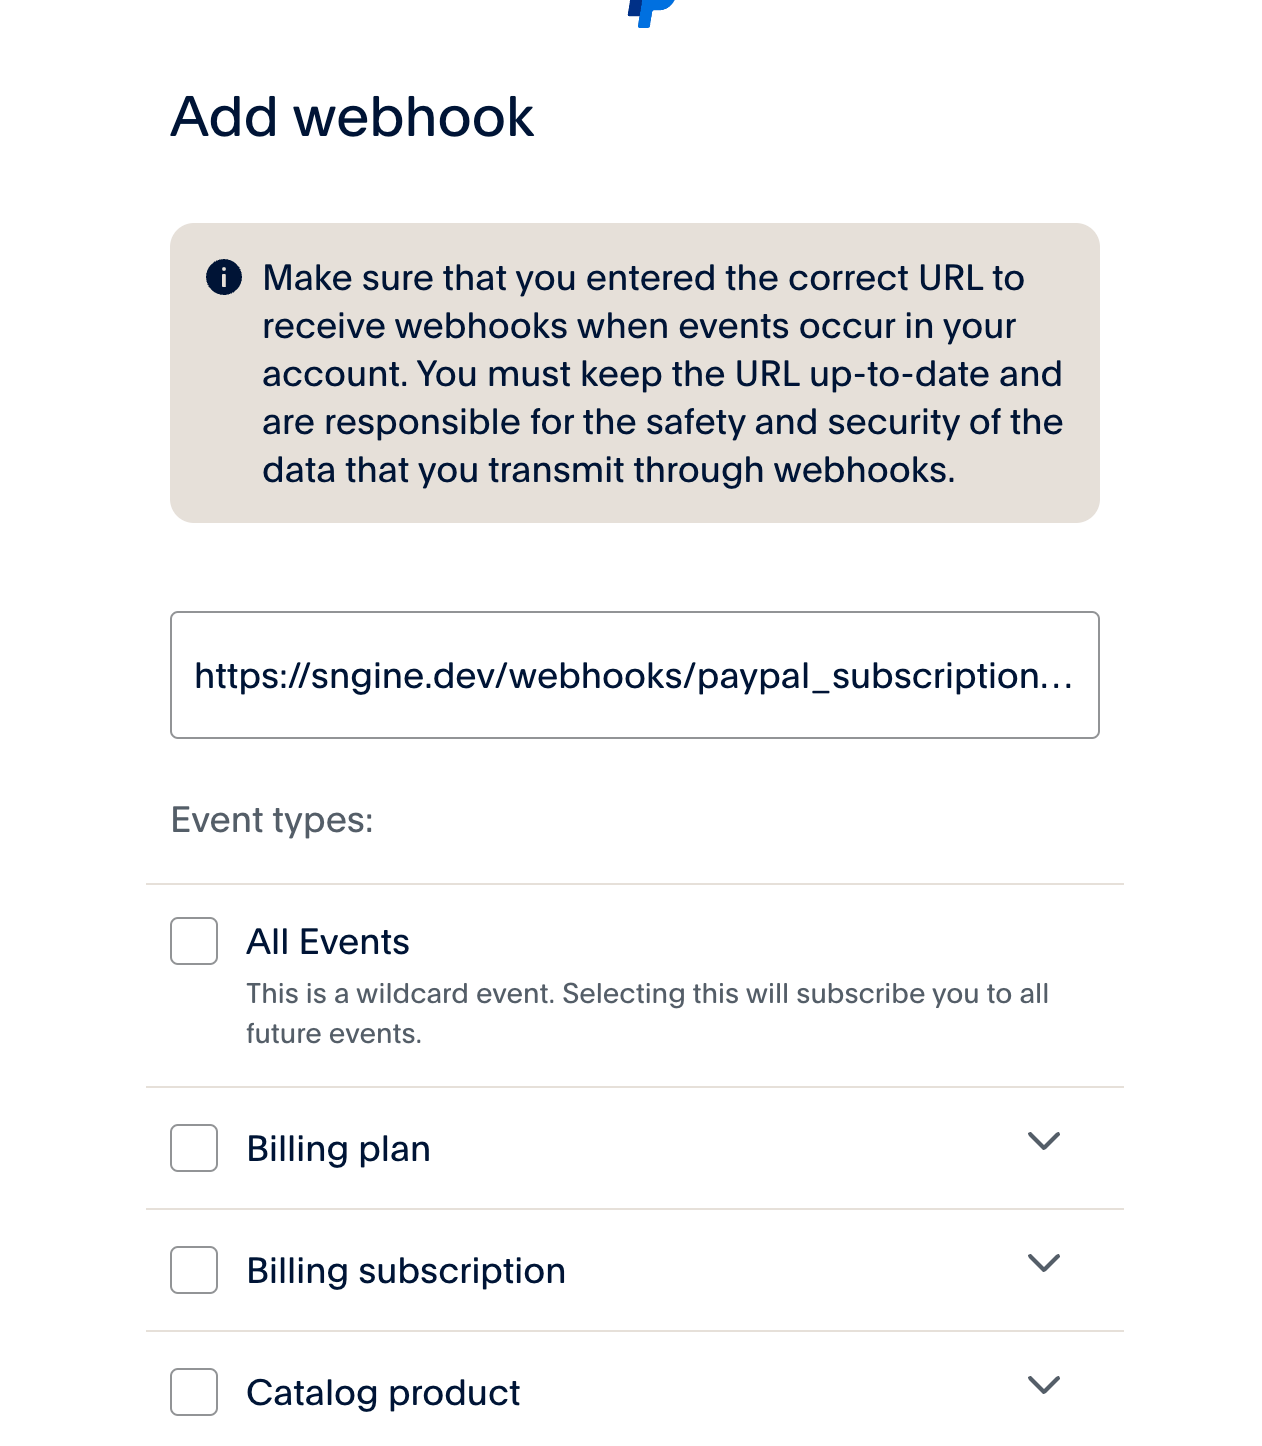 Add webhook
Make sure that you entered the correct URL to
receive webhooks when events occur in your
account. You must keep the URL up-to-date and
are responsible for the safety and security of the
data that you transmit through webhooks.
https://sngine.dev/webhooks/paypal_subscription...
Event types:
All Events
This is a wildcard event. Selecting this will subscribe you to all
future events.
Billing plan
Billing subscription
Catalog product